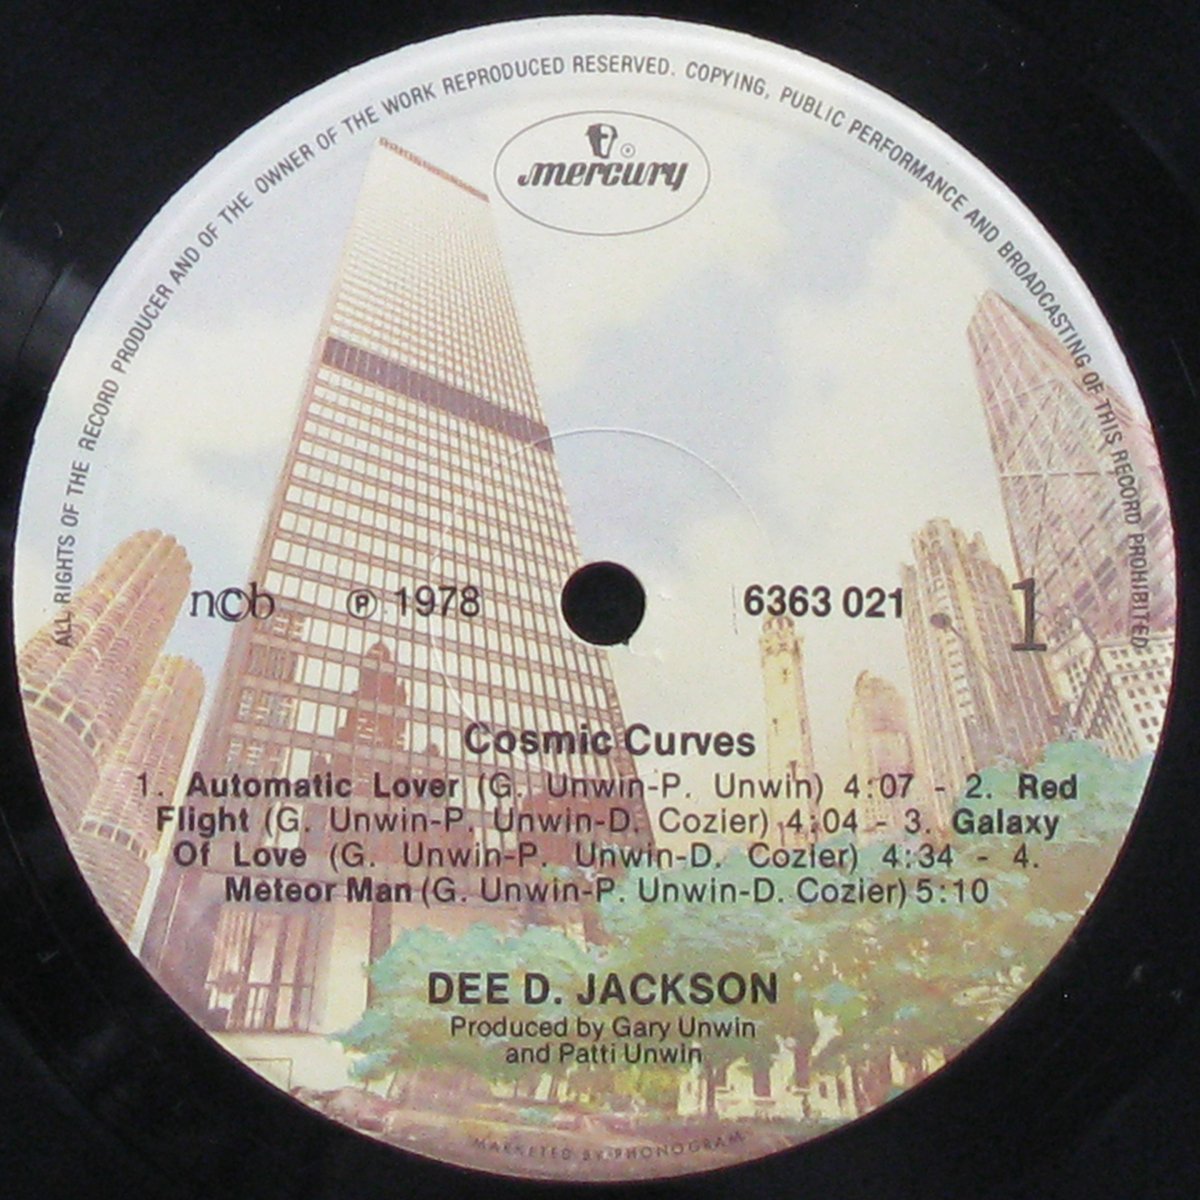 ALL RIGHTS OF THE RECORD PRODUCER AND OF THE OWNER OF THE WORK REPRODUCED RESERVED. COPYING, PUBLIC PERFORMANCE AND BROADCASTING OF THIS RECORD PROHIBITED
mercury ®
ncb ℗ 1978 6363 021 1
Cosmic Curves
1. Automatic Lover (G. Unwin-P. Unwin) 4:07 - 2. Red
Flight (G. Unwin-P. Unwin-D. Cozier) 4:04 - 3. Galaxy
Of Love (G. Unwin-P. Unwin-D. Cozier) 4:34 - 4.
Meteor Man (G. Unwin-P. Unwin-D. Cozier) 5:10
DEE D. JACKSON
Produced by Gary Unwin
and Patti Unwin
MARKETED BY PHONOGRAM